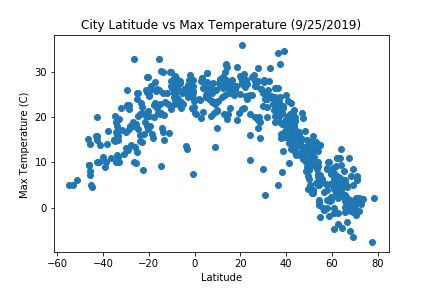 City Latitude vs Max Temperature (9/25/2019)
Max Temperature (C)
30
20
10
0
−60 −40 −20 0 20 40 60 80
Latitude